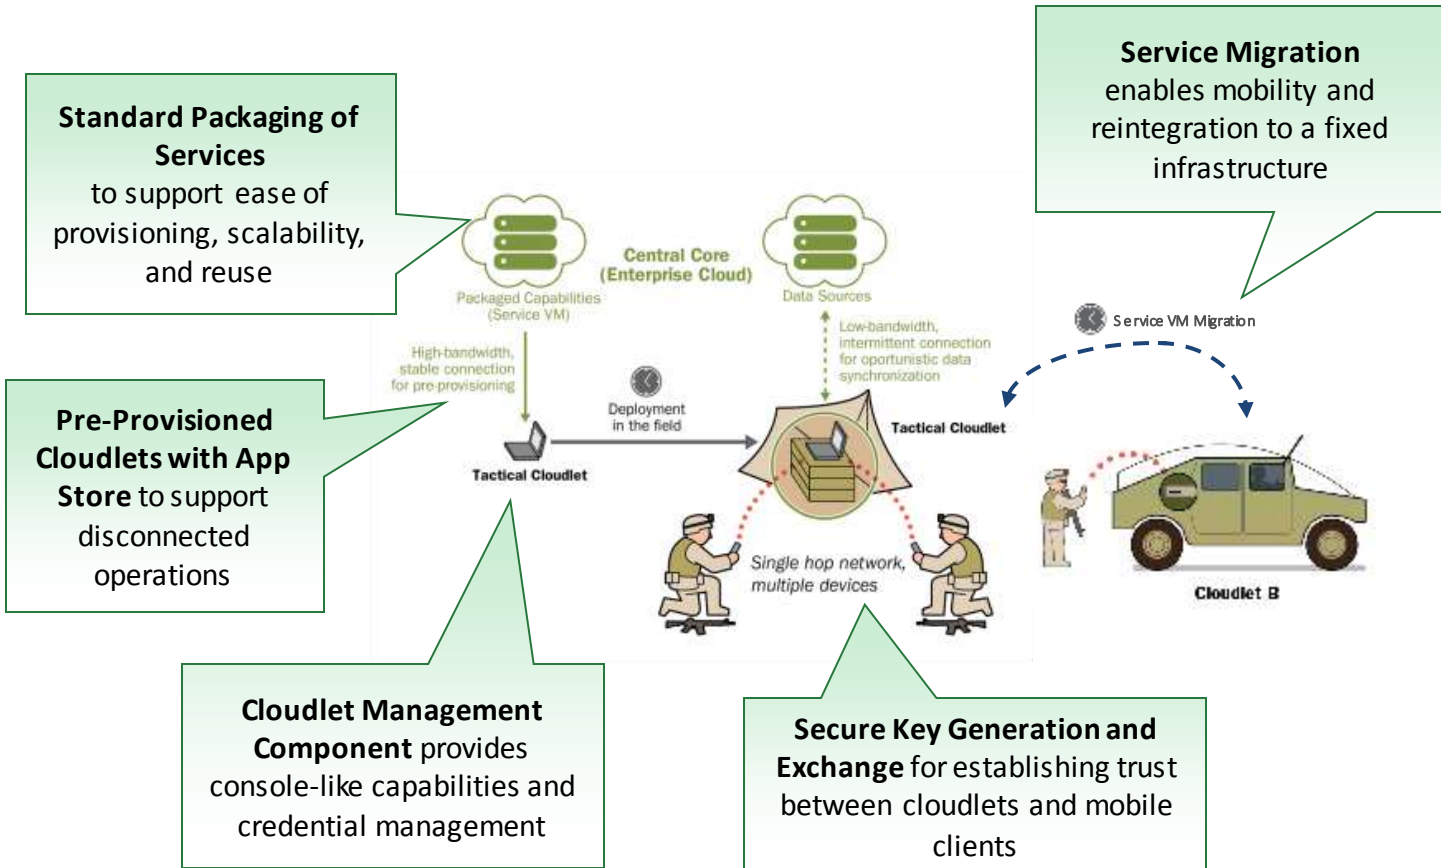 Standard Packaging of
Services
to support ease of
provisioning, scalability,
and reuse
Service Migration
enables mobility and
reintegration to a fixed
infrastructure
Central Core
(Enterprise Cloud)
Packaged Capabilities
(Service VM)
Data Sources
High-bandwidth,
stable connection
for pre-provisioning
Low-bandwidth,
intermittent connection
for oportunistic data
synchronization
Service VM Migration
Pre-Provisioned
Cloudlets with App
Store to support
disconnected
operations
Deployment
in the field
Tactical Cloudlet
Tactical Cloudlet
Single hop network,
multiple devices
Cloudlet B
Cloudlet Management
Component provides
console-like capabilities and
credential management
Secure Key Generation and
Exchange for establishing trust
between cloudlets and mobile
clients